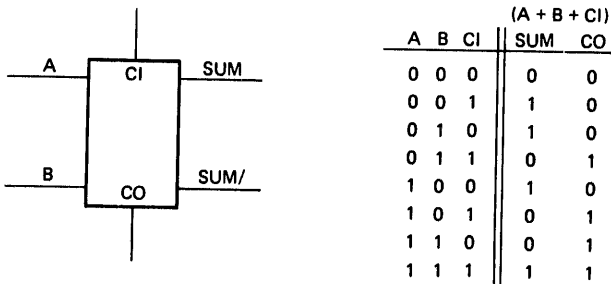 A
CI
SUM
B
CO
SUM/
(A + B + CI)
A B CI SUM CO
0 0 0 0 0
0 0 1 1 0
0 1 0 1 0
0 1 1 0 1
1 0 0 1 0
1 0 1 0 1
1 1 0 0 1
1 1 1 1 1